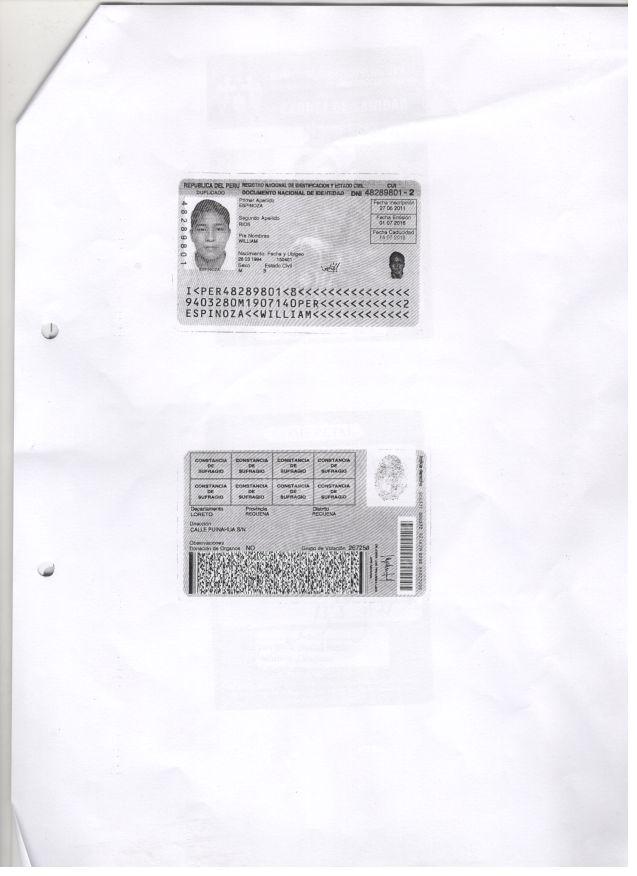 REPUBLICA DEL PERU REGISTRO NACIONAL DE IDENTIFICACION Y ESTADO CIVIL CUI
DUPLICADO DOCUMENTO NACIONAL DE IDENTIDAD DNI 48289801 - 2
48289801
Primer Apellido
ESPINOZA
Segundo Apellido
RIOS
Pre Nombres
WILLIAM
Nacimiento: Fecha y Ubigeo
28 03 1994
Sexo Estado Civil
M S
Fecha Inscripción
27 06 2011
Fecha Emisión
01 07 2016
Fecha Caducidad
14 07 2019
ESPINOZA
I<PER48289801<8<<<<<<<<<<<<<<<
9403280M1907140PER<<<<<<<<<<<2
ESPINOZA<<WILLIAM<<<<<<<<<<<<<
CONSTANCIA DE SUFRAGIO CONSTANCIA DE SUFRAGIO CONSTANCIA DE SUFRAGIO CONSTANCIA DE SUFRAGIO
CONSTANCIA DE SUFRAGIO CONSTANCIA DE SUFRAGIO CONSTANCIA DE SUFRAGIO CONSTANCIA DE SUFRAGIO
Departamento Provincia Distrito
LORETO REQUENA REQUENA
Dirección
CALLE PUINAHUA S/N
Observaciones
Donación de Organos NO Grupo de Votación 267258